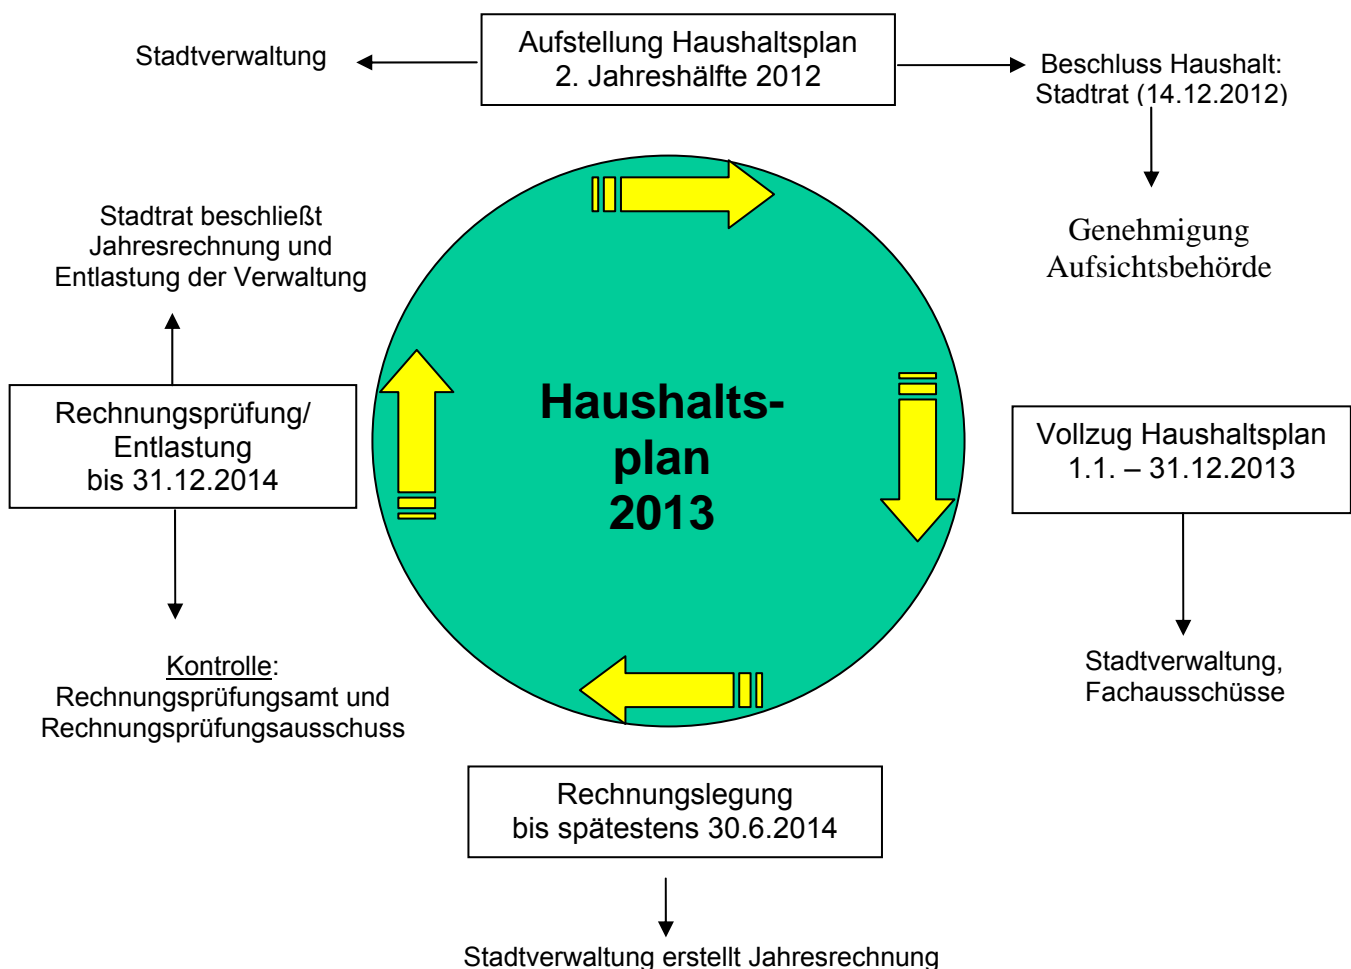 Stadtverwaltung
Aufstellung Haushaltsplan
2. Jahreshälfte 2012
Beschluss Haushalt:
Stadtrat (14.12.2012)
Genehmigung
Aufsichtsbehörde
Stadtrat beschließt
Jahresrechnung und
Entlastung der Verwaltung
Rechnungsprüfung/
Entlastung
bis 31.12.2014
Haushalts-
plan
2013
Vollzug Haushaltsplan
1.1. – 31.12.2013
Kontrolle:
Rechnungsprüfungsamt und
Rechnungsprüfungsausschuss
Stadtverwaltung,
Fachausschüsse
Rechnungslegung
bis spätestens 30.6.2014
Stadtverwaltung erstellt Jahresrechnung